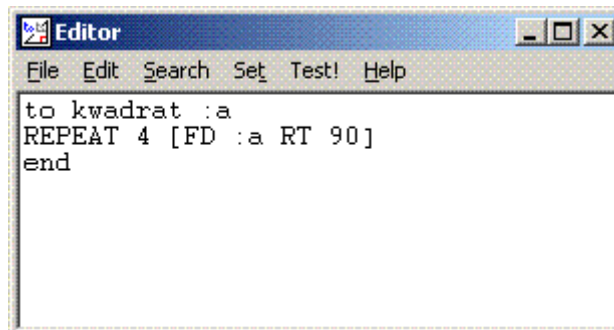 Editor
File Edit Search Set Test! Help
to kwadrat :a
REPEAT 4 [FD :a RT 90]
end